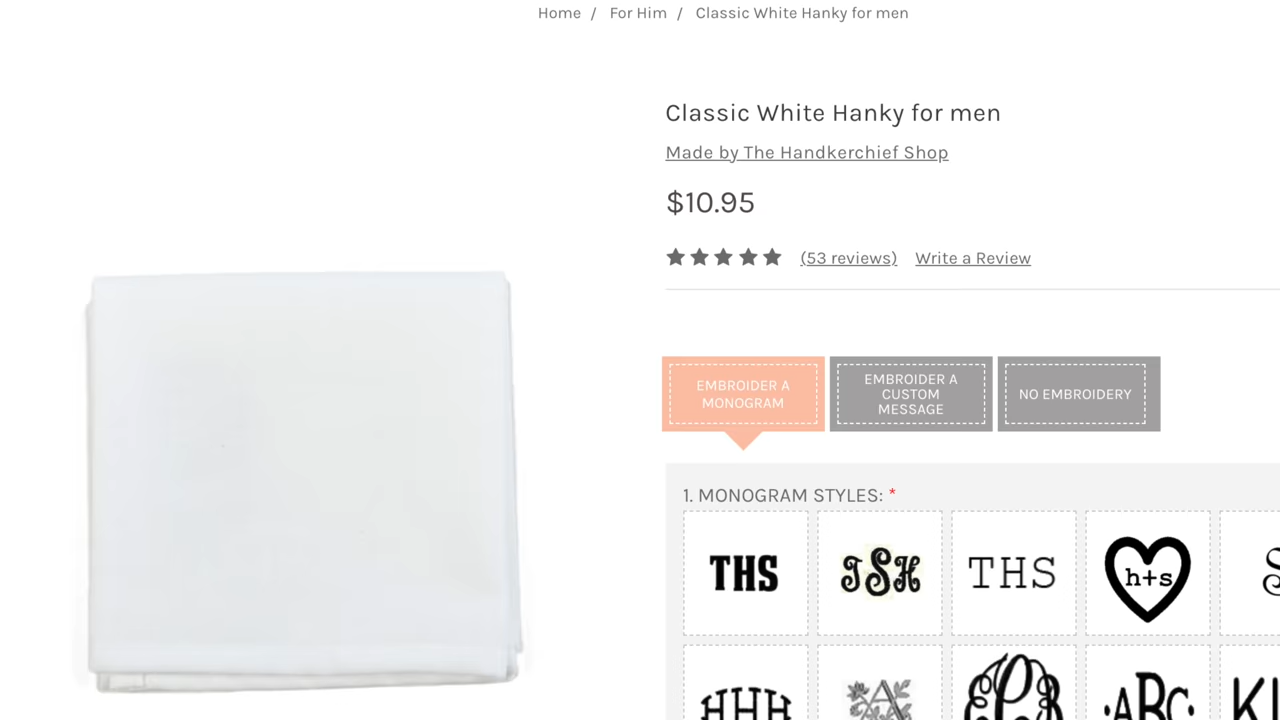 Home / For Him / Classic White Hanky for men
Classic White Hanky for men
Made by The Handkerchief Shop
$10.95
(53 reviews) Write a Review
EMBROIDER A
MONOGRAM
EMBROIDER A
CUSTOM
MESSAGE
NO EMBROIDERY
1. MONOGRAM STYLES: *
THS
TSH
THS
h+s
S
HHH
A
ABC